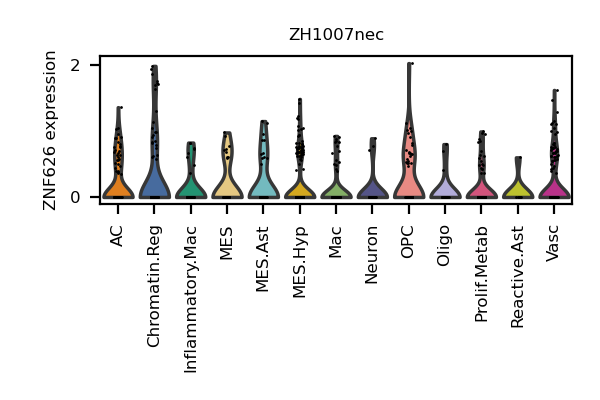 ZH1007nec
ZNF626 expression
2
0
AC
Chromatin.Reg
Inflammatory.Mac
MES
MES.Ast
MES.Hyp
Mac
Neuron
OPC
Oligo
Prolif.Metab
Reactive.Ast
Vasc